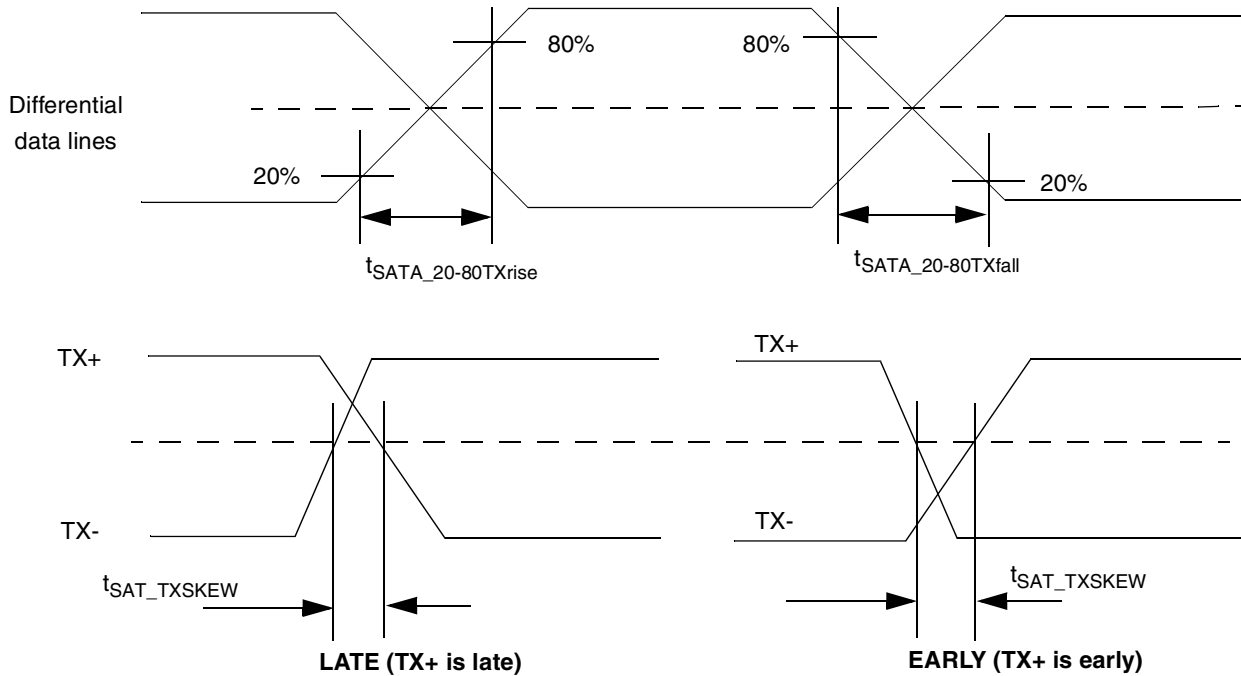 80%
80%
Differential
data lines
20%
20%
tSATA_20-80TXrise
tSATA_20-80TXfall
TX+
TX+
TX-
TX-
tSAT_TXSKEW
tSAT_TXSKEW
LATE (TX+ is late)
EARLY (TX+ is early)